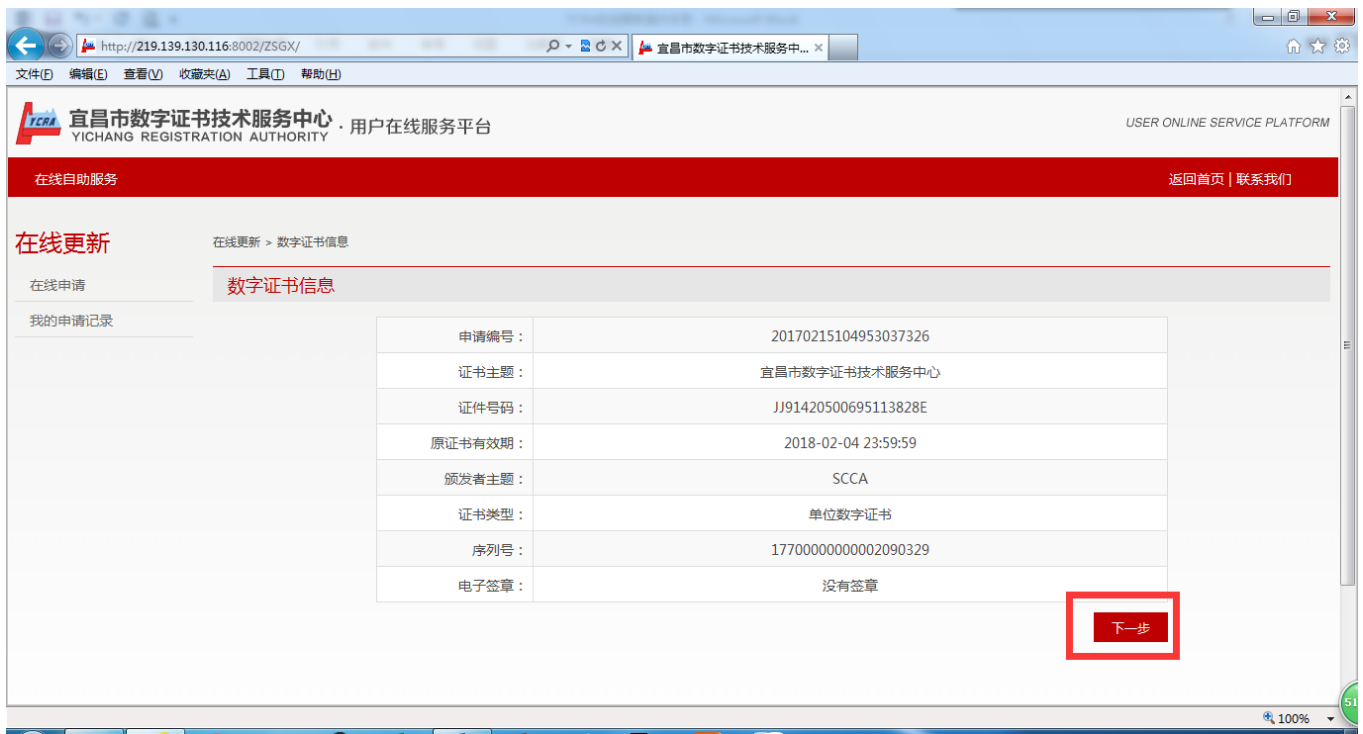 http://219.139.130.116:8002/ZSGX/
宜昌市数字证书技术服务中... ×
文件(F) 编辑(E) 查看(V) 收藏夹(A) 工具(T) 帮助(H)
YCRA
宜昌市数字证书技术服务中心 · 用户在线服务平台
YICHANG REGISTRATION AUTHORITY
USER ONLINE SERVICE PLATFORM
在线自助服务
返回首页 | 联系我们
在线更新
在线申请
我的申请记录
在线更新 > 数字证书信息
数字证书信息
申请编号： 20170215104953037326
证书主题： 宜昌市数字证书技术服务中心
证件号码： JJ91420500695113828E
原证书有效期： 2018-02-04 23:59:59
颁发者主题： SCCA
证书类型： 单位数字证书
序列号： 17700000000002090329
电子签章： 没有签章
下一步
51
100%